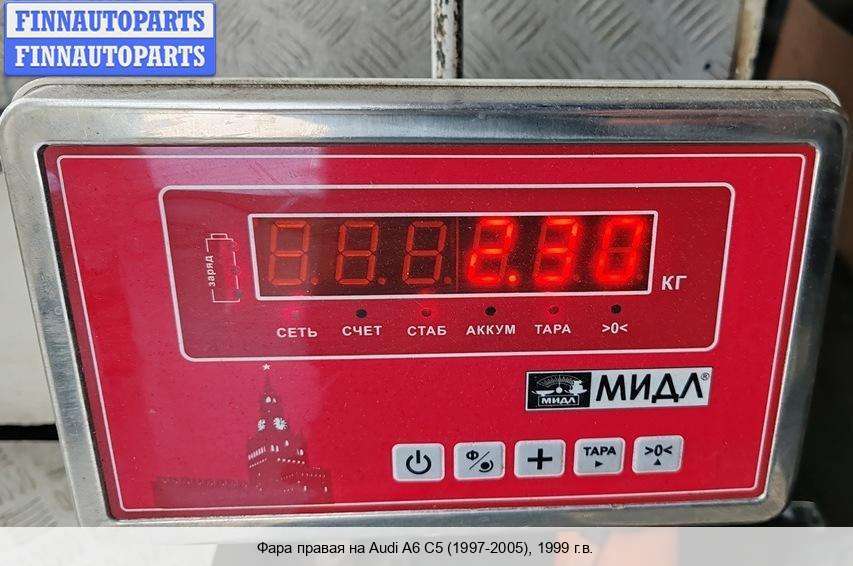 FINNAUTOPARTS
FINNAUTOPARTS
2.30
заряд
КГ
СЕТЬ СЧЕТ СТАБ АККУМ ТАРА >0<
МИДЛ МИДЛ®
Ф ТАРА >0<
Фара правая на Audi A6 C5 (1997-2005), 1999 г.в.